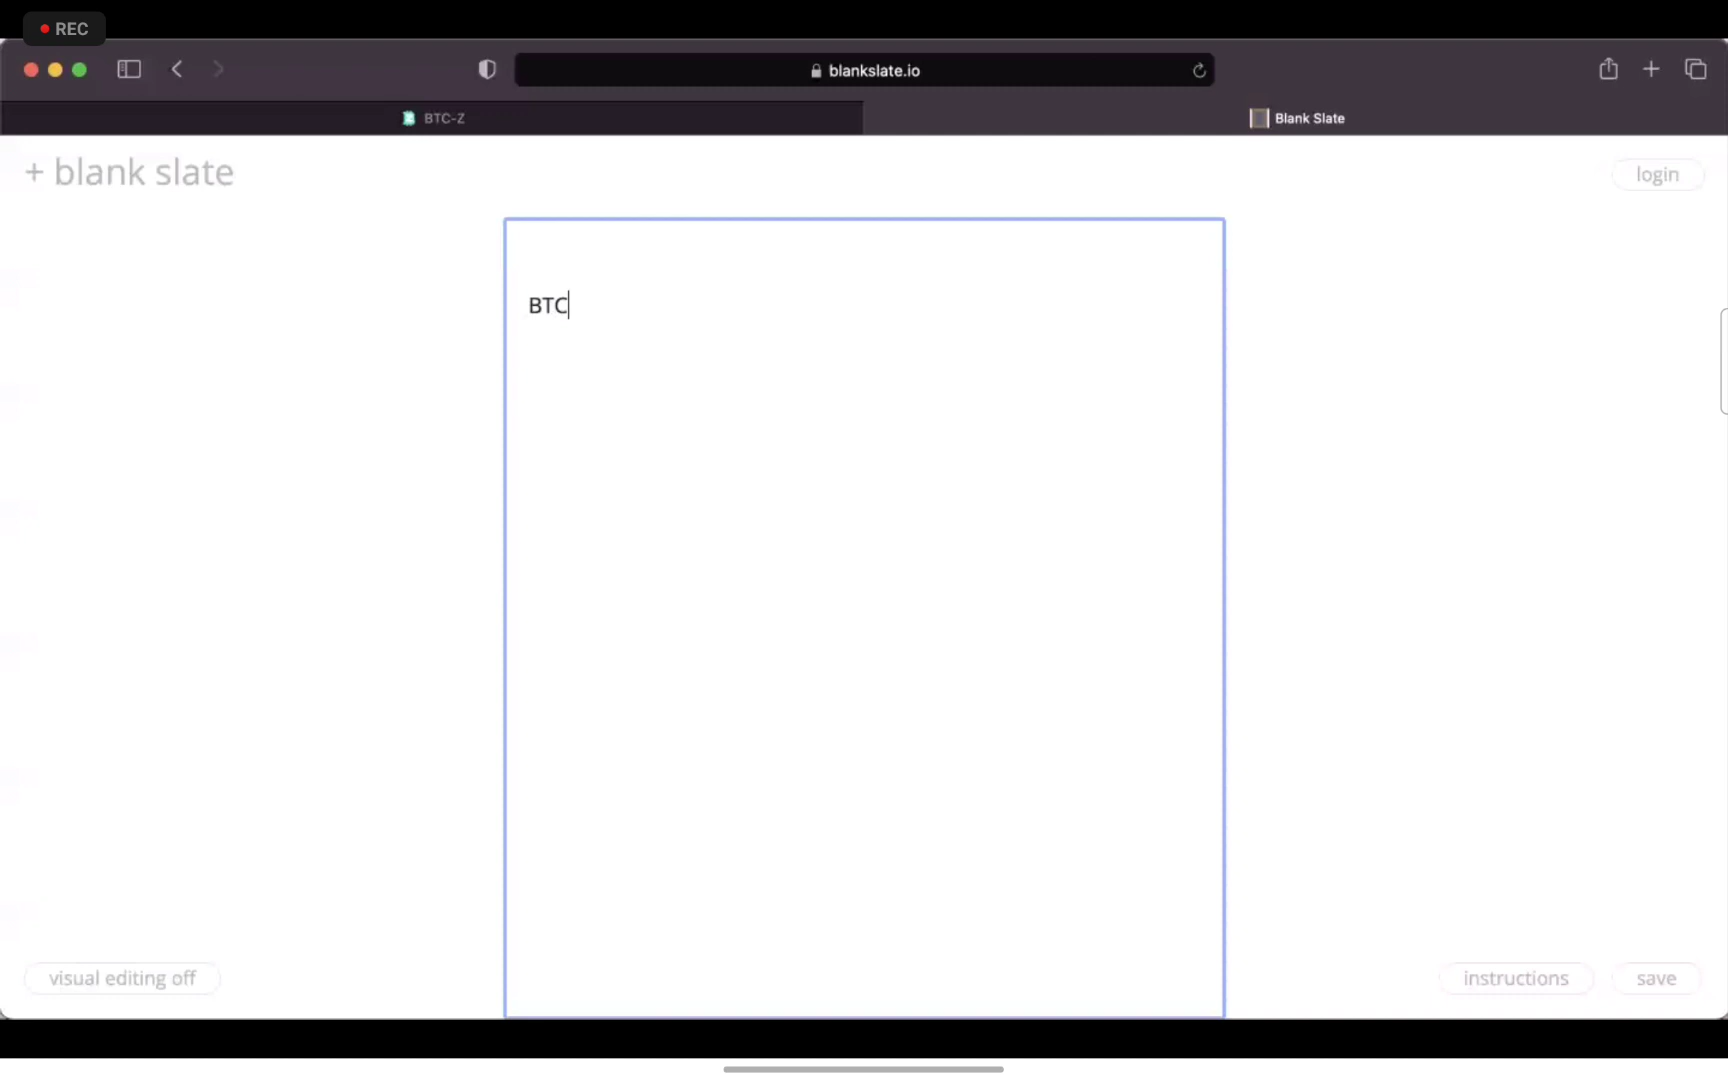 REC
blankslate.io
BTC-Z
Blank Slate
+ blank slate
login
BTC
visual editing off
instructions
save